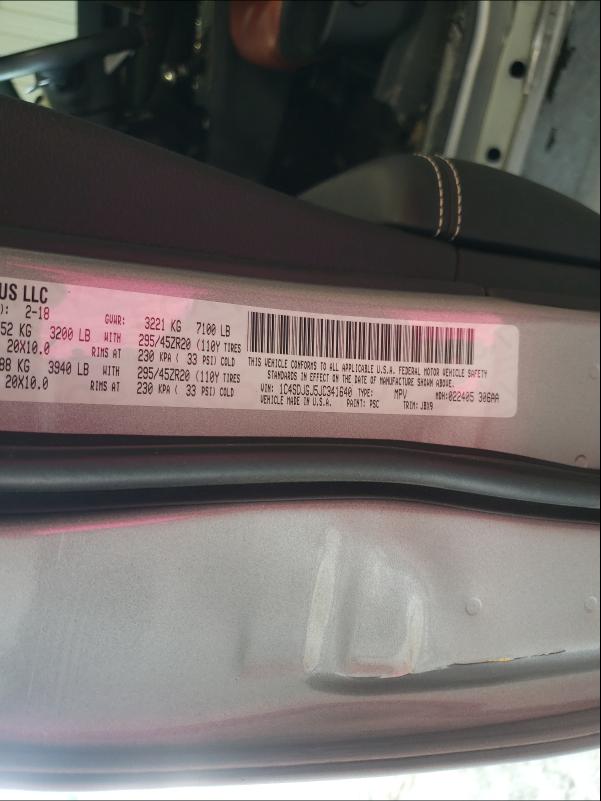 US LLC
): 2-18 GVWR: 3221 KG 7100 LB
52 KG 3200 LB WITH 295/45ZR20 (110Y TIRES
20X10.0 RIMS AT 230 KPA ( 33 PSI) COLD
88 KG 3940 LB WITH 295/45ZR20 (110Y TIRES
20X10.0 RIMS AT 230 KPA ( 33 PSI) COLD
THIS VEHICLE CONFORMS TO ALL APPLICABLE U.S.A. FEDERAL MOTOR VEHICLE SAFETY
STANDARDS IN EFFECT ON THE DATE OF MANUFACTURE SHOWN ABOVE.
VIN: 1C4SDJGJ5JC341640 TYPE: MPV MDH:022405 306AA
VEHICLE MADE IN U.S.A PAINT: PSC TRIM: JBX9